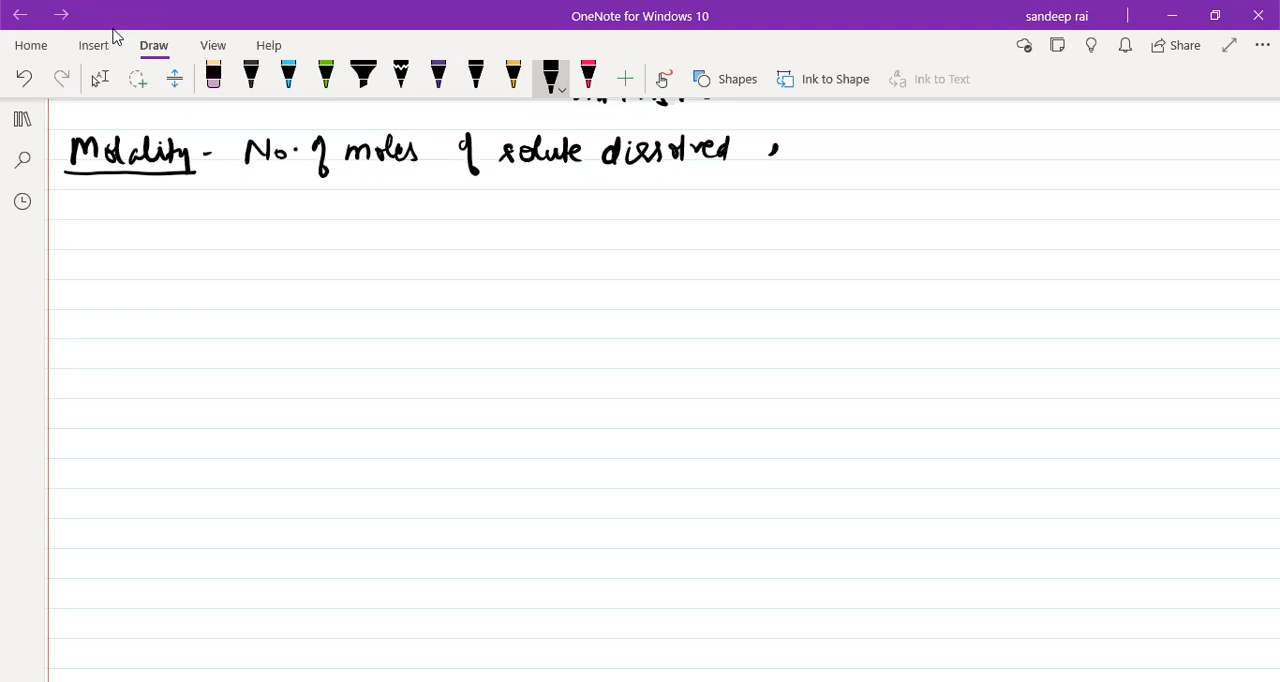 OneNote for Windows 10
sandeep rai
Home Insert Draw View Help
Share
Shapes Ink to Shape Ink to Text
Molality - No. of moles of solute dissolved